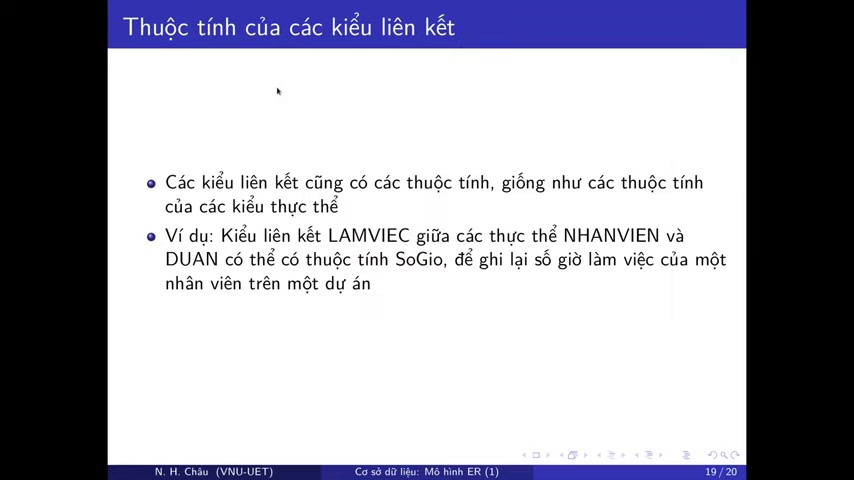 Thuộc tính của các kiểu liên kết
Các kiểu liên kết cũng có các thuộc tính, giống như các thuộc tính
của các kiểu thực thể
Ví dụ: Kiểu liên kết LAMVIEC giữa các thực thể NHANVIEN và
DUAN có thể có thuộc tính SoGio, để ghi lại số giờ làm việc của một
nhân viên trên một dự án
N. H. Châu (VNU-UET) Cơ sở dữ liệu: Mô hình ER (1) 19 / 20